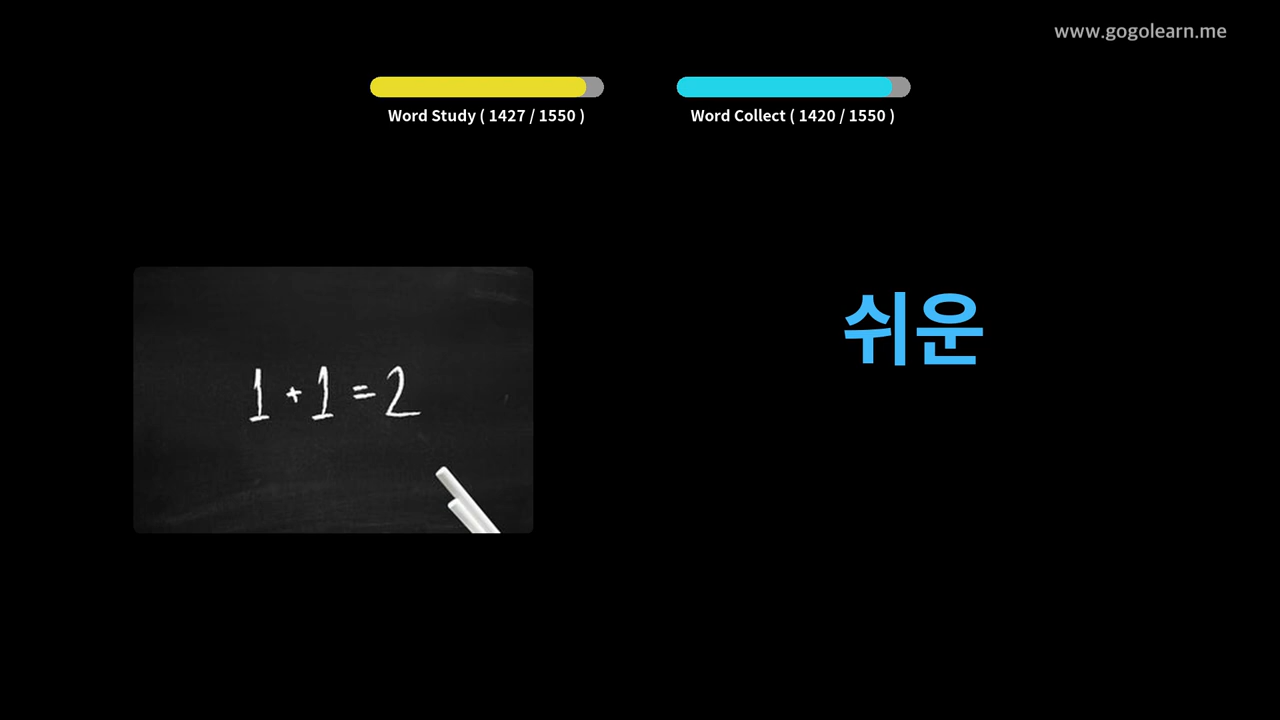 www.gogolearn.me
Word Study ( 1427 / 1550 )
Word Collect ( 1420 / 1550 )
1 + 1 = 2
쉬운